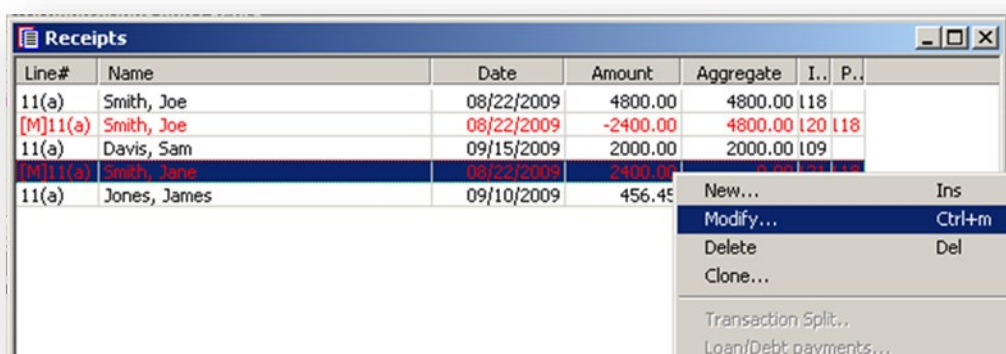 Receipts
Line# Name Date Amount Aggregate I.. P..
11(a) Smith, Joe 08/22/2009 4800.00 4800.00 118
[M]11(a) Smith, Joe 08/22/2009 -2400.00 4800.00 120 118
11(a) Davis, Sam 09/15/2009 2000.00 2000.00 109
[M]11(a) Smith, Jane 08/22/2009 2400.00
11(a) Jones, James 09/10/2009 456.45
New... Ins
Modify... Ctrl+m
Delete Del
Clone...
Transaction Split..
Loan/Debt payments...